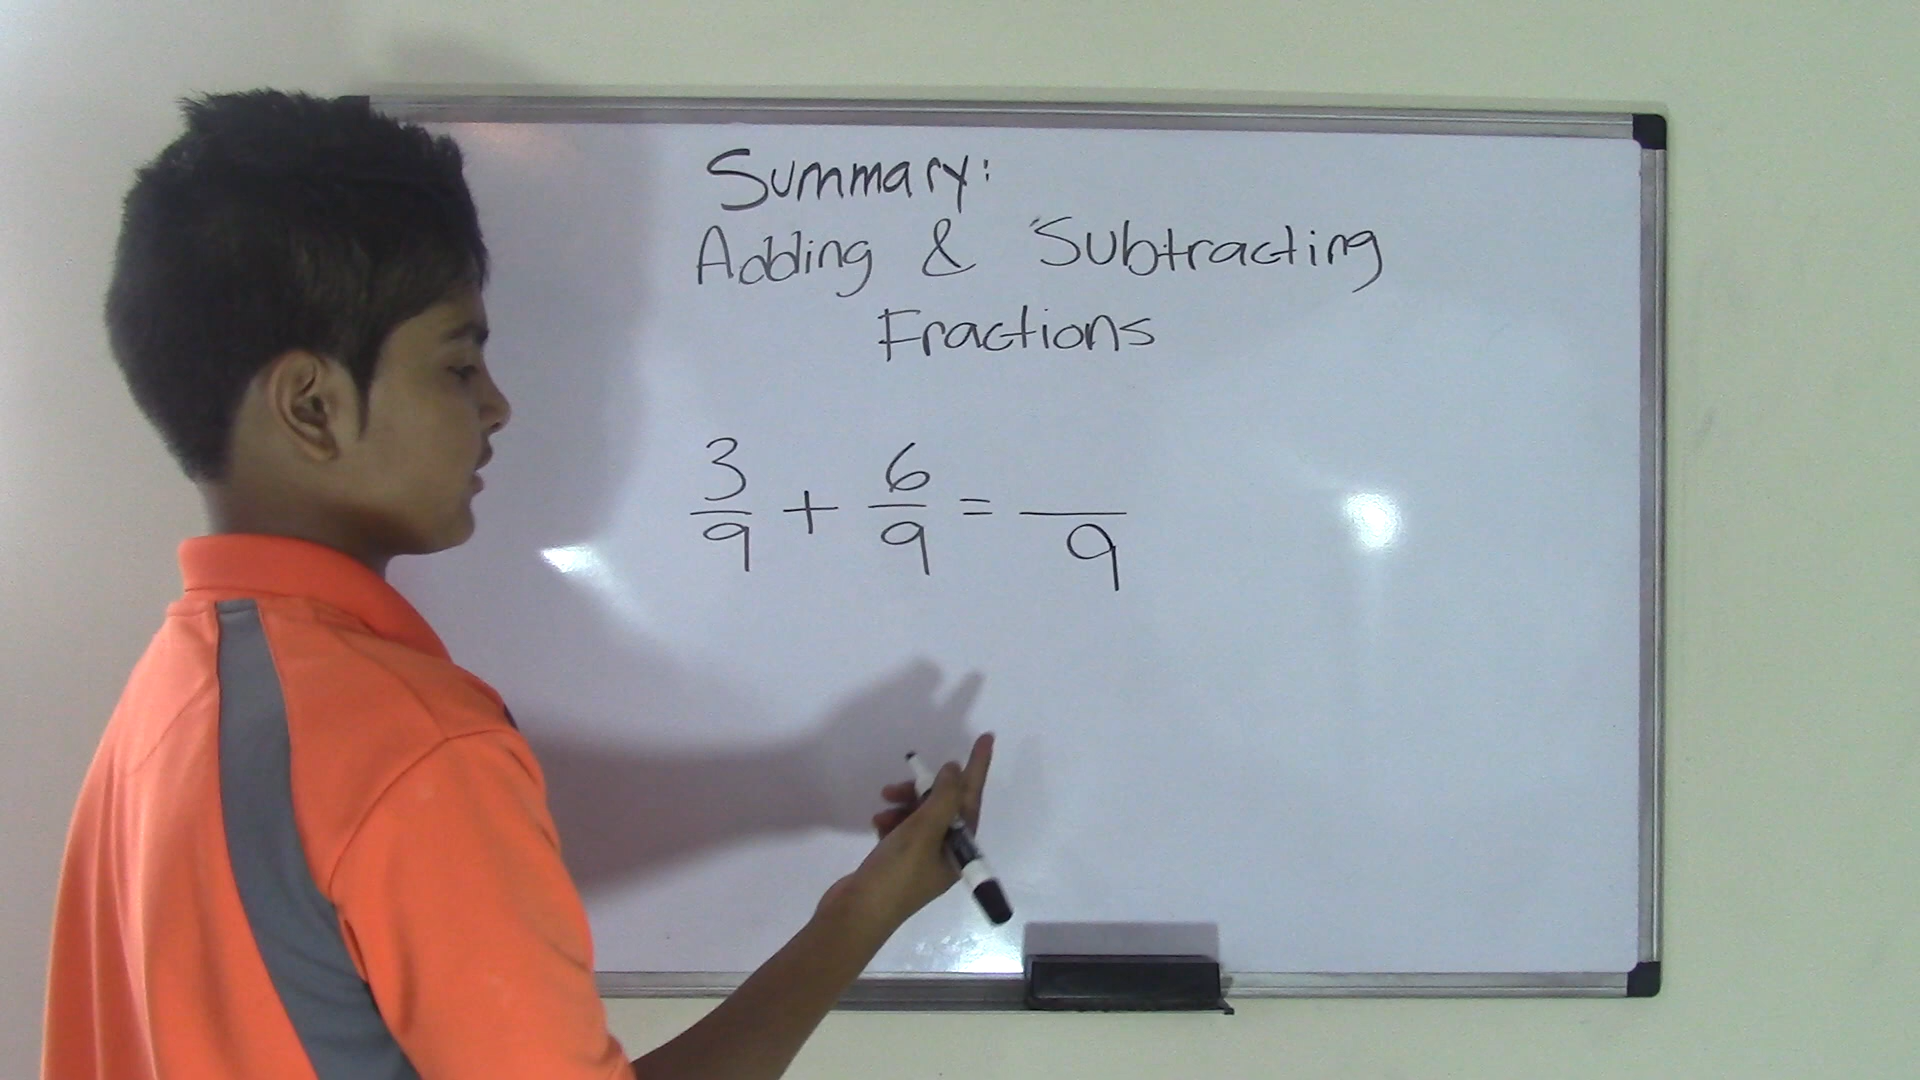 Summary:
Adding & Subtracting
Fractions
3/9 + 6/9 = /9